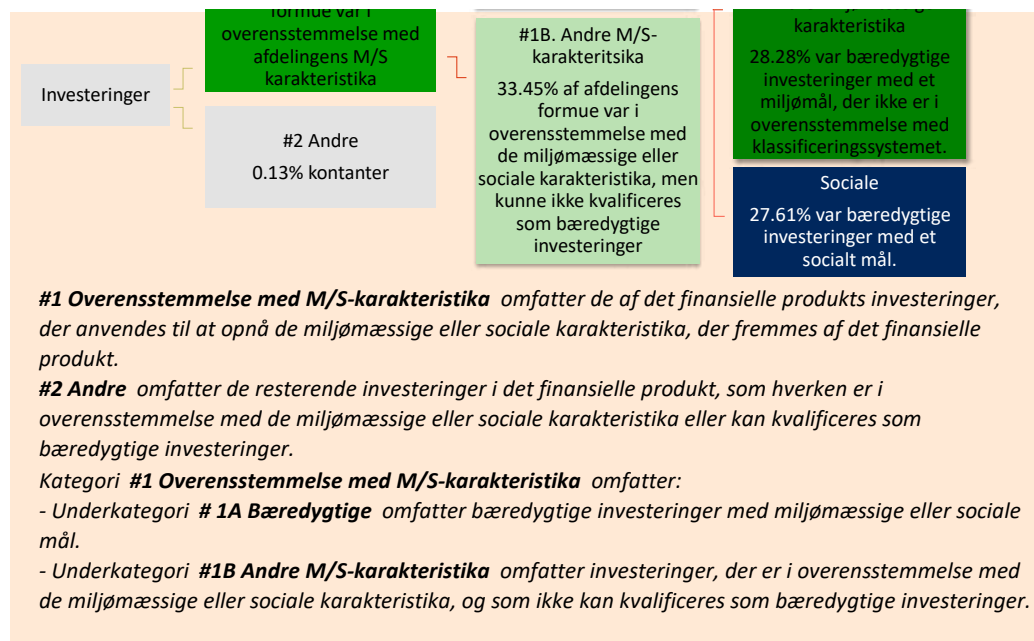 formue var i
overensstemmelse med
afdelingens M/S
karakteristika
Investeringer
#2 Andre
0.13% kontanter
#1B. Andre M/S-
karakteritsika
33.45% af afdelingens
formue var i
overensstemmelse med
de miljømæssige eller
sociale karakteristika, men
kunne ikke kvalificeres
som bæredygtige
investeringer
karakteristika
28.28% var bæredygtige
investeringer med et
miljømål, der ikke er i
overensstemmelse med
klassificeringssystemet.
Sociale
27.61% var bæredygtige
investeringer med et
socialt mål.
#1 Overensstemmelse med M/S-karakteristika omfatter de af det finansielle produkts investeringer,
der anvendes til at opnå de miljømæssige eller sociale karakteristika, der fremmes af det finansielle
produkt.
#2 Andre omfatter de resterende investeringer i det finansielle produkt, som hverken er i
overensstemmelse med de miljømæssige eller sociale karakteristika eller kan kvalificeres som
bæredygtige investeringer.
Kategori #1 Overensstemmelse med M/S-karakteristika omfatter:
- Underkategori # 1A Bæredygtige omfatter bæredygtige investeringer med miljømæssige eller sociale
mål.
- Underkategori #1B Andre M/S-karakteristika omfatter investeringer, der er i overensstemmelse med
de miljømæssige eller sociale karakteristika, og som ikke kan kvalificeres som bæredygtige investeringer.